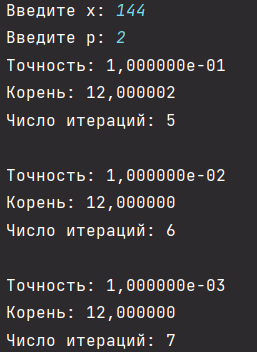 Введите x: 144
Введите p: 2
Точность: 1,000000e-01
Корень: 12,000002
Число итераций: 5
Точность: 1,000000e-02
Корень: 12,000000
Число итераций: 6
Точность: 1,000000e-03
Корень: 12,000000
Число итераций: 7